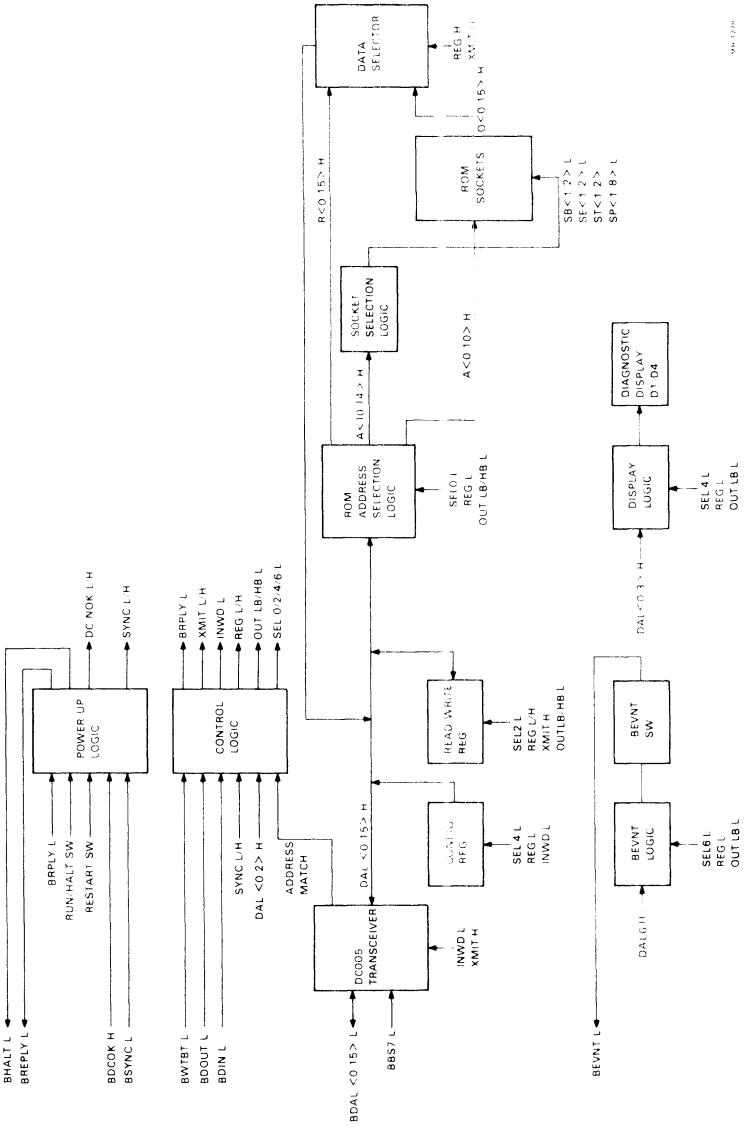 BHALT L
BREPLY L
BRPLY L
RUN/HALT SW
RESTART SW
BDCOK H
BSYNC L
POWER UP
LOGIC
DC NOK L/H
SYNC L/H
BWTBT L
BDOUT L
BDIN L
SYNC L/H
DAL <0 2> H
ADDRESS
MATCH
CONTROL
LOGIC
BRPLY L
XMIT L/H
INWD L
REG L/H
OUT LB/HB L
SEL 0/2/4/6 L
BDAL <0 15> L
BBS7 L
DC005
TRANSCEIVER
INWD L
XMIT H
DAL <0 15> H
CONFIG
REG
SEL 4 L
REG L
INWD L
READ WRITE
REG
SEL2 L
REG L/H
XMIT H
OUTLB/HB L
ROM
ADDRESS
SELECTION
LOGIC
SEL0 L
REG L
OUT LB/HB L
R<0 15> H
A<10 14> H
SOCKET
SELECTION
LOGIC
A<0 10> H
ROM
SOCKETS
SB<1 2> L
SE<1 2> L
ST<1 2>
SP<1 8> L
O<0 15> H
DATA
SELECTOR
REG H
XMIT H
BEVNT L
DAL6 H
BEVNT
LOGIC
SEL6 L
REG L
OUT LB L
BEVNT
SW
DAL<0 3> H
DISPLAY
LOGIC
SEL 4 L
REG L
OUT LB L
DIAGNOSTIC
DISPLAY
D1 D4